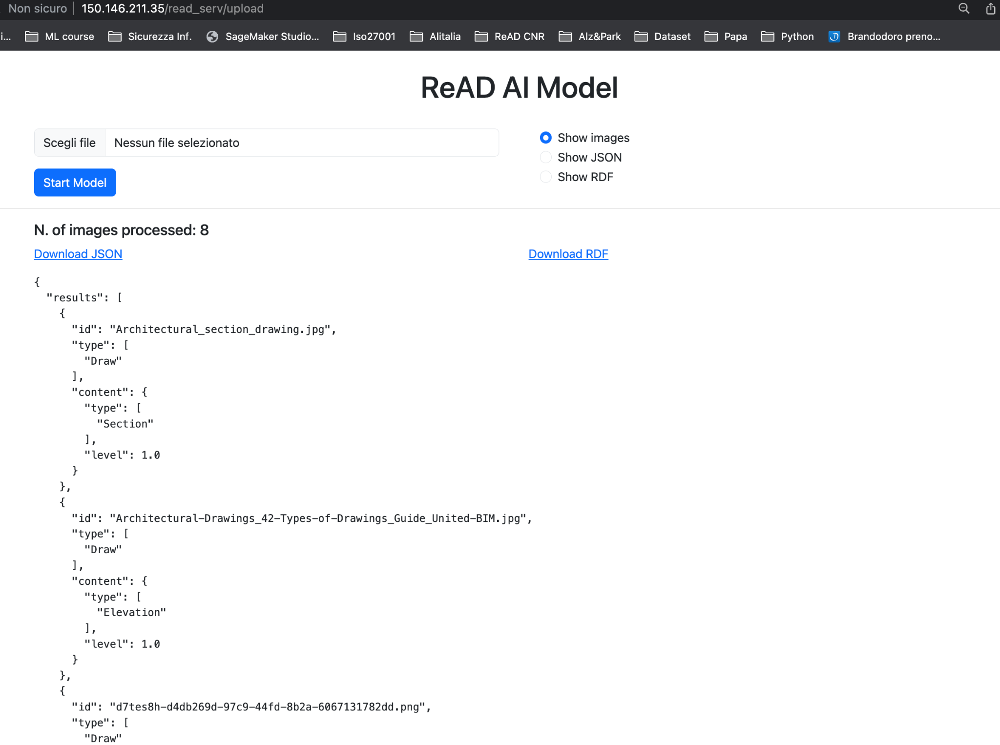 Non sicuro | 150.146.211.35/read_serv/upload
i... ML course Sicurezza Inf. SageMaker Studio... Iso27001 Alitalia ReAD CNR Alz&Park Dataset Papa Python Brandodoro preno...
ReAD AI Model
Scegli file Nessun file selezionato
Show images
Show JSON
Show RDF
Start Model
N. of images processed: 8
Download JSON Download RDF
{
  "results": [
    {
      "id": "Architectural_section_drawing.jpg",
      "type": [
        "Draw"
      ],
      "content": {
        "type": [
          "Section"
        ],
        "level": 1.0
      }
    },
    {
      "id": "Architectural-Drawings_42-Types-of-Drawings_Guide_United-BIM.jpg",
      "type": [
        "Draw"
      ],
      "content": {
        "type": [
          "Elevation"
        ],
        "level": 1.0
      }
    },
    {
      "id": "d7tes8h-d4db269d-97c9-44fd-8b2a-6067131782dd.png",
      "type": [
        "Draw"